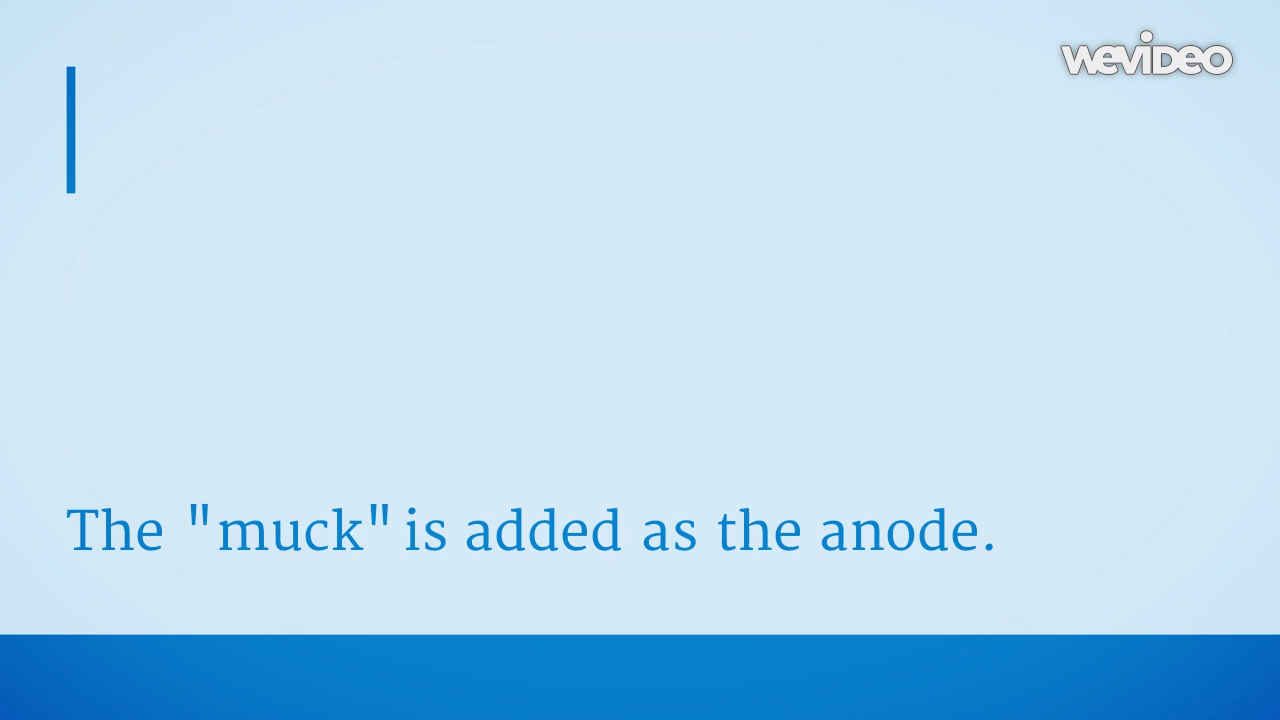 WeVideo
The "muck" is added as the anode.